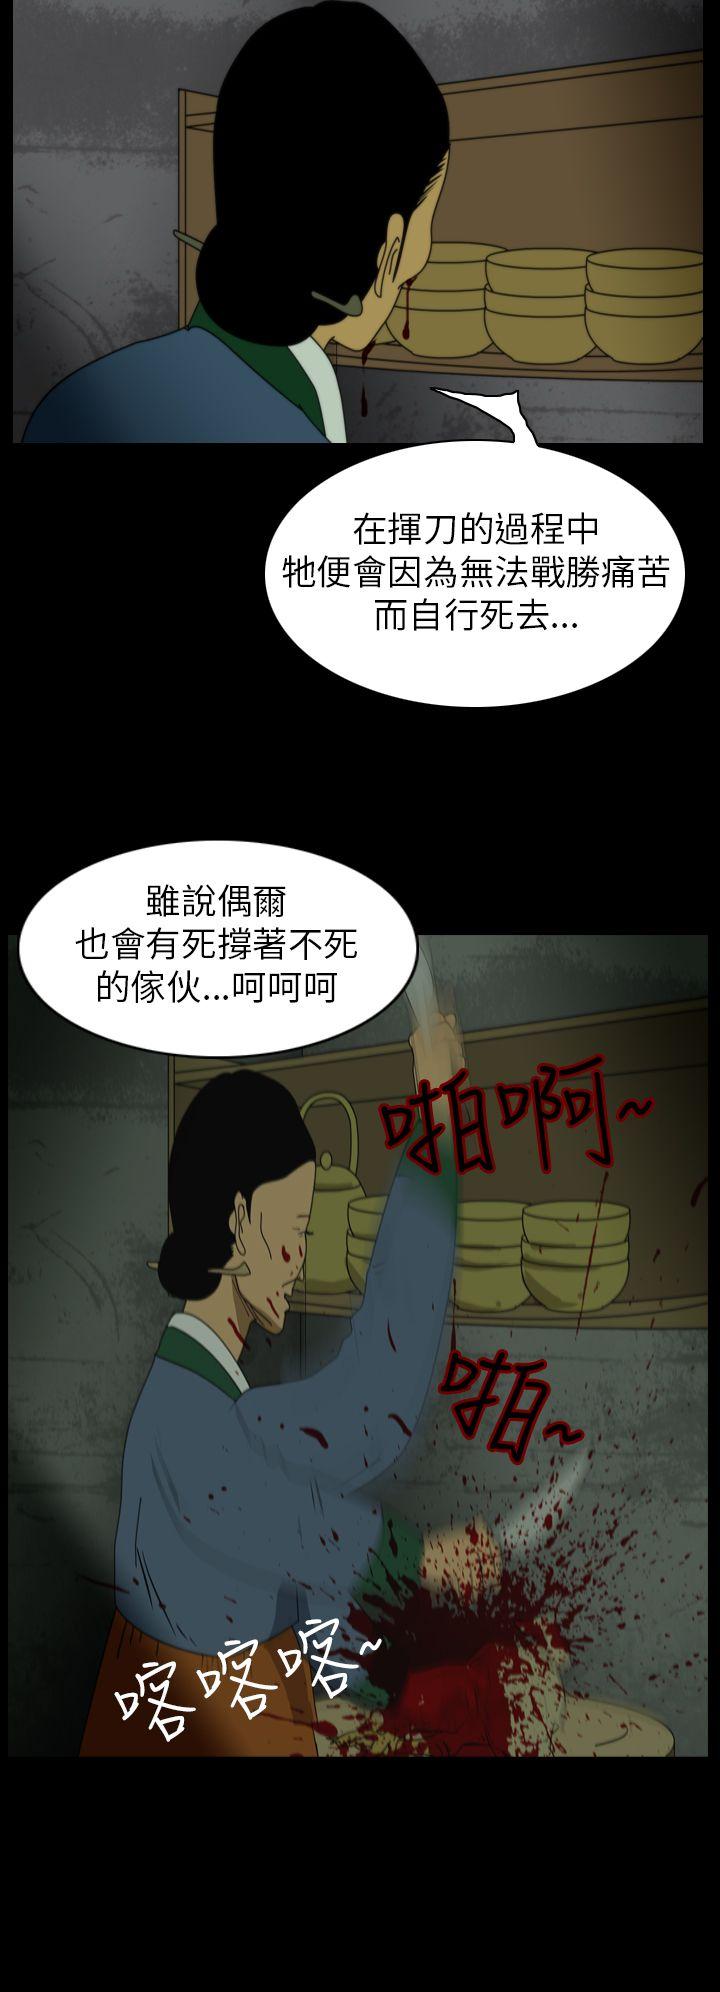 在揮刀的過程中
牠便會因為無法戰勝痛苦
而自行死去...
雖說偶爾
也會有死撐著不死
的傢伙...呵呵呵
啪啊~
啪~
喀喀喀~